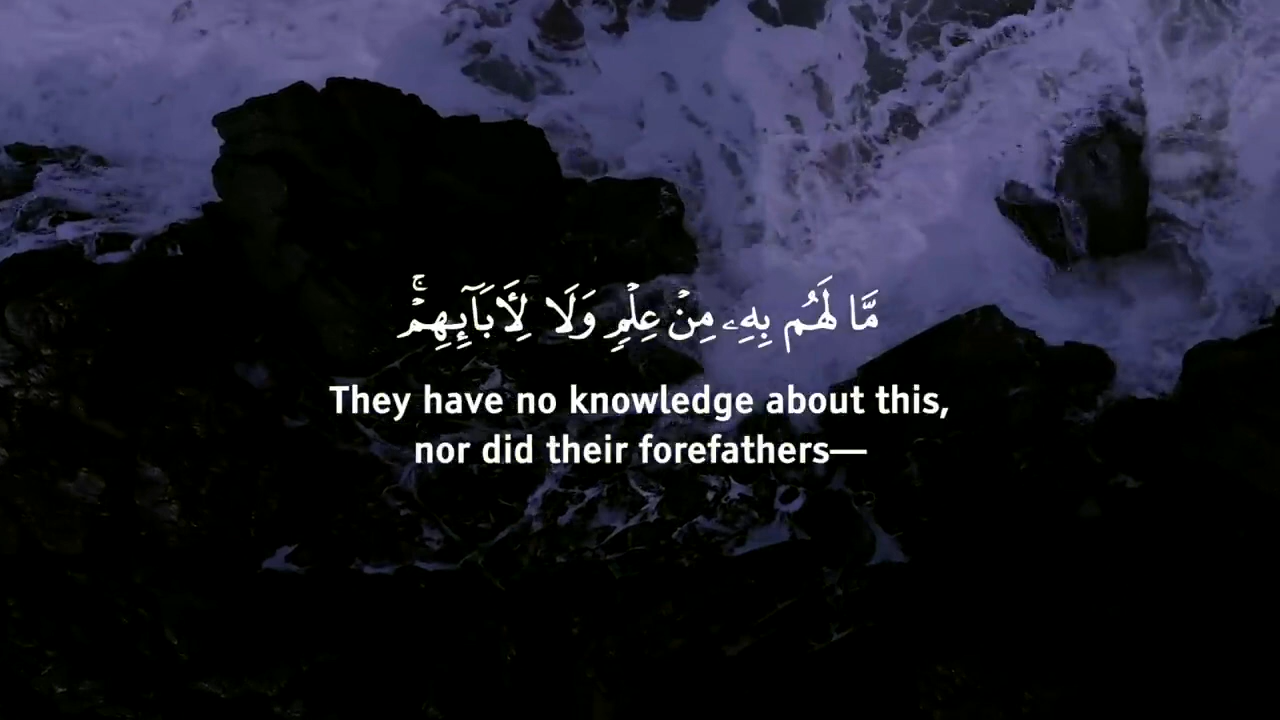 مَّا لَهُم بِهِۦ مِنْ عِلْمٍ وَلَا لِأَبَآئِهِمْ ۚ
They have no knowledge about this,
nor did their forefathers—